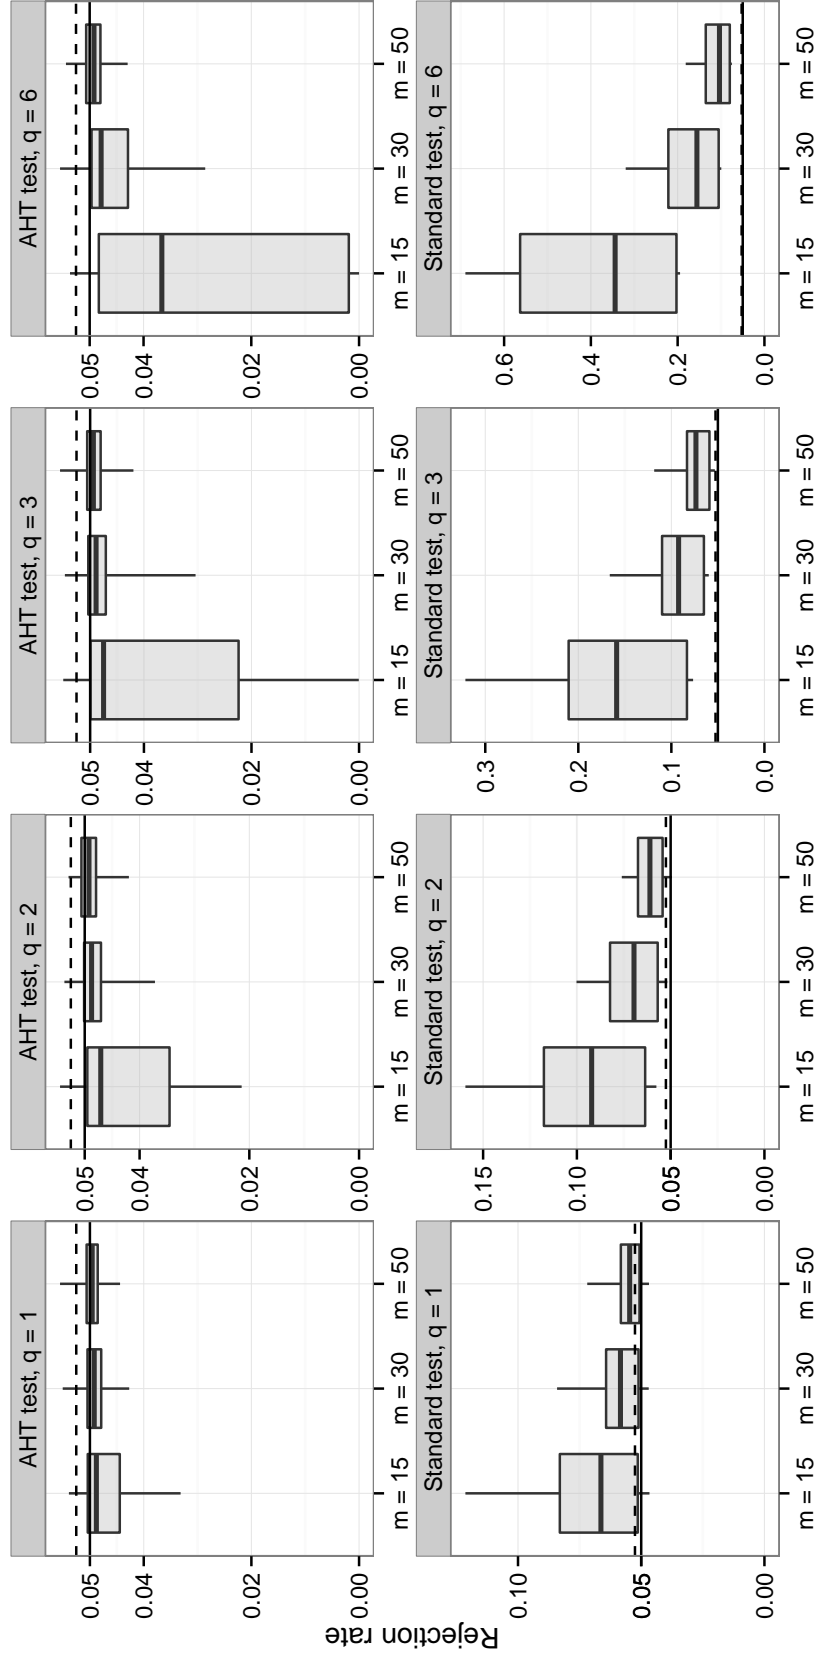 Rejection rate
AHT test, q = 1
0.05
0.04
0.02
0.00
m = 15
m = 30
m = 50
AHT test, q = 2
0.05
0.04
0.02
0.00
m = 15
m = 30
m = 50
AHT test, q = 3
0.05
0.04
0.02
0.00
m = 15
m = 30
m = 50
AHT test, q = 6
0.05
0.04
0.02
0.00
m = 15
m = 30
m = 50
Standard test, q = 1
0.10
0.05
0.00
m = 15
m = 30
m = 50
Standard test, q = 2
0.15
0.10
0.05
0.00
m = 15
m = 30
m = 50
Standard test, q = 3
0.3
0.2
0.1
0.0
m = 15
m = 30
m = 50
Standard test, q = 6
0.6
0.4
0.2
0.0
m = 15
m = 30
m = 50